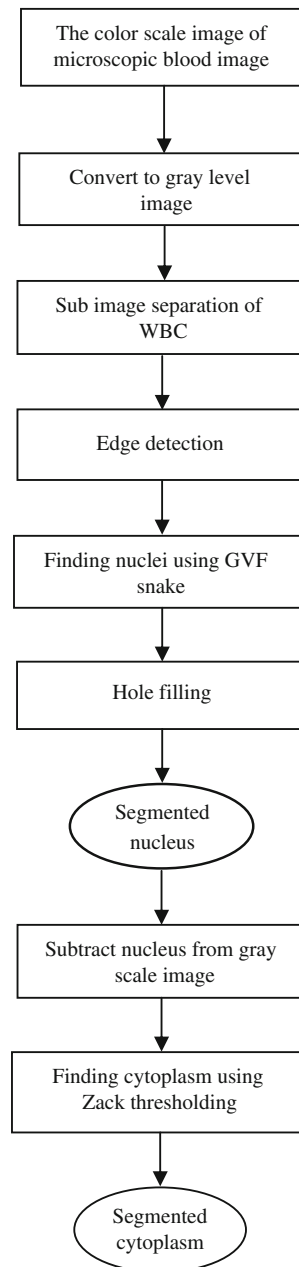 The color scale image of
microscopic blood image
Convert to gray level
image
Sub image separation of
WBC
Edge detection
Finding nuclei using GVF
snake
Hole filling
Segmented
nucleus
Subtract nucleus from gray
scale image
Finding cytoplasm using
Zack thresholding
Segmented
cytoplasm